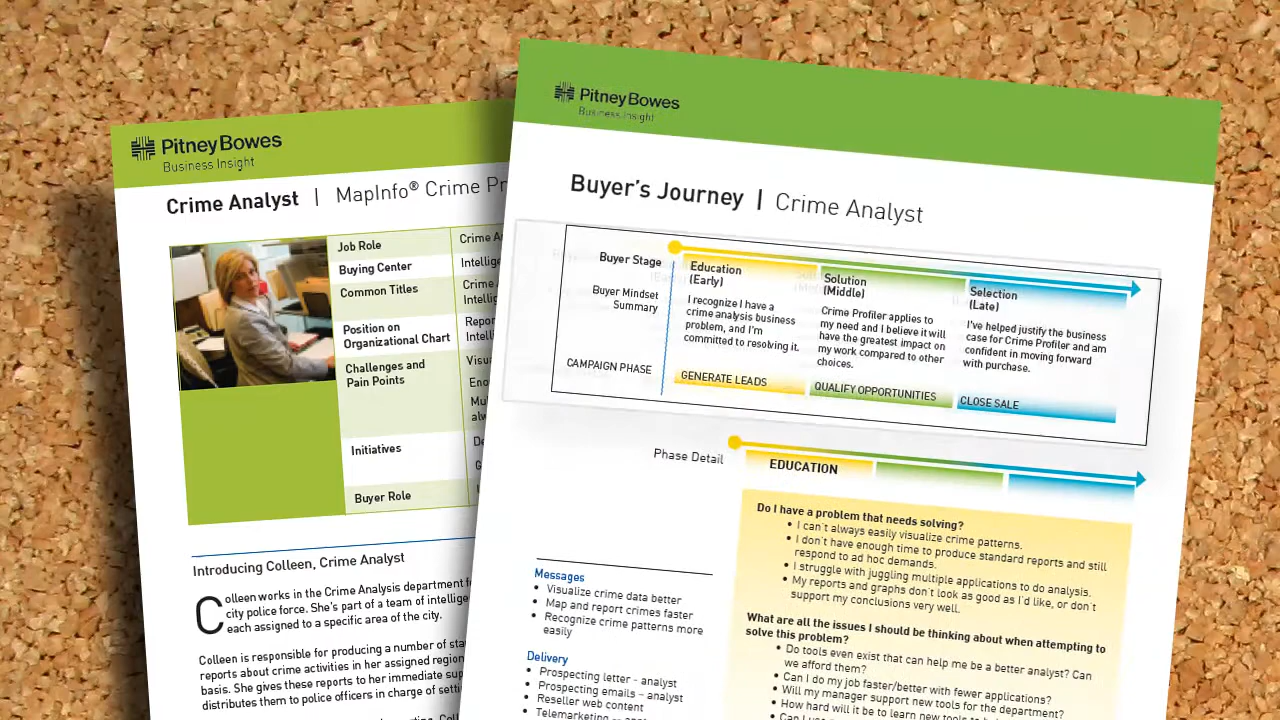 PitneyBowes
Business Insight
Crime Analyst | MapInfo® Crime
Job Role
Crime
Buying Center
Common Titles
Crime
Position on
Organizational Chart
Challenges and
Pain Points
Initiatives
Buyer Role
Introducing Colleen, Crime Analyst
Colleen works in the Crime Analysis department
city police force. She's part of a team of
each assigned to a specific area of the city.
Colleen is responsible for producing a number of
reports about crime activities in her assigned
basis. She gives these reports to her immediate
distributes them to police officers in charge of
PitneyBowes
Business Insight
Buyer's Journey | Crime Analyst
Buyer Stage
Education
(Early)
Solution
(Middle)
Selection
(Late)
Buyer Mindset
Summary
I recognize I have a
crime analysis business
problem, and I'm
committed to resolving it.
Crime Profiler applies to
my need and I believe it will
have the greatest impact on
my work compared to other
choices.
I've helped justify the business
case for Crime Profiler and am
confident in moving forward
with purchase.
CAMPAIGN PHASE
GENERATE LEADS
QUALIFY OPPORTUNITIES
CLOSE SALE
Phase Detail
EDUCATION
Messages
• Visualize crime data better
• Map and report crimes faster
• Recognize crime patterns more
easily
Delivery
• Prospecting letter - analyst
• Prospecting emails - analyst
• Reseller web content
• Telemarketing
Do I have a problem that needs solving?
• I can't always easily visualize crime patterns.
• I don't have enough time to produce standard reports and still
respond to ad hoc demands.
• I struggle with juggling multiple applications to do analysis.
• My reports and graphs don't look as good as I'd like, or don't
support my conclusions very well.
What are all the issues I should be thinking about when attempting to
solve this problem?
• Do tools even exist that can help me be a better analyst? Can
we afford them?
• Can I do my job faster/better with fewer applications?
• Will my manager support new tools for the department?
• How hard will it be to learn new tools